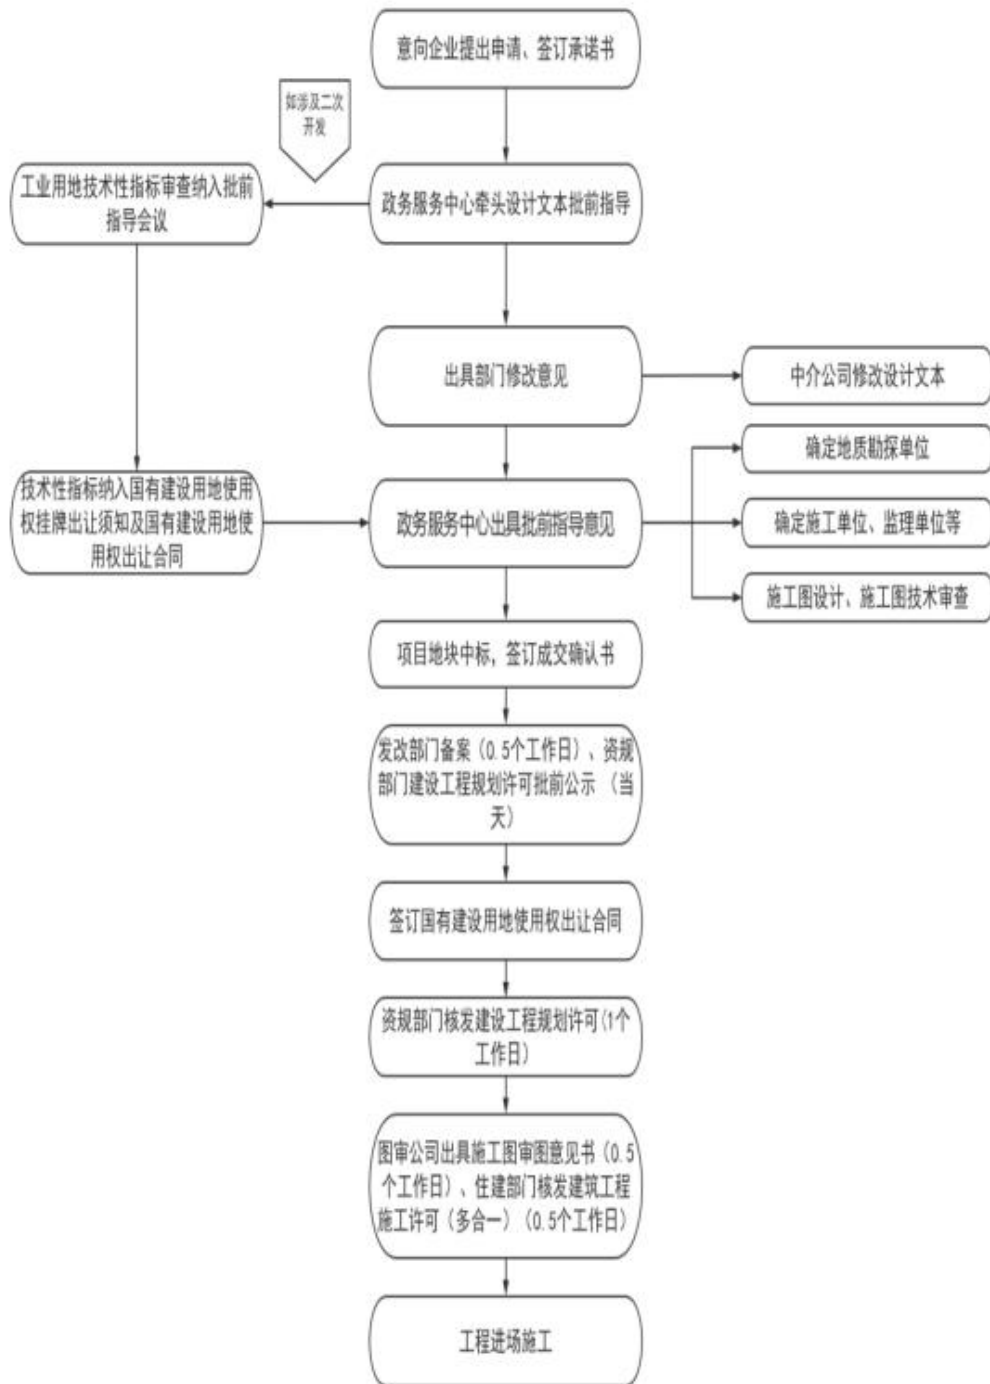 意向企业提出申请、签订承诺书
如涉及二次
开发
工业用地技术性指标审查纳入批前
指导会议
政务服务中心牵头设计文本批前指导
出具部门修改意见
中介公司修改设计文本
确定地质勘探单位
技术性指标纳入国有建设用地使用
权挂牌出让须知及国有建设用地使
用权出让合同
政务服务中心出具批前指导意见
确定施工单位、监理单位等
施工图设计、施工图技术审查
项目地块中标，签订成交确认书
发改部门备案（0.5个工作日）、资规
部门建设工程规划许可批前公示 （当
天）
签订国有建设用地使用权出让合同
资规部门核发建设工程规划许可(1个
工作日)
图审公司出具施工图审图意见书（0.5
个工作日）、住建部门核发建筑工程
施工许可（多合一）（0.5个工作日）
工程进场施工